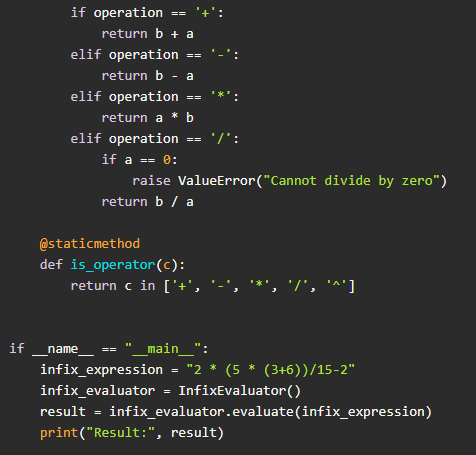 if operation == '+':
return b + a
elif operation == '-':
return b - a
elif operation == '*':
return a * b
elif operation == '/':
if a == 0:
raise ValueError("Cannot divide by zero")
return b / a
@staticmethod
def is_operator(c):
return c in ['+', '-', '*', '/', '^']
if __name__ == "__main__":
infix_expression = "2 * (5 * (3+6))/15-2"
infix_evaluator = InfixEvaluator()
result = infix_evaluator.evaluate(infix_expression)
print("Result:", result)